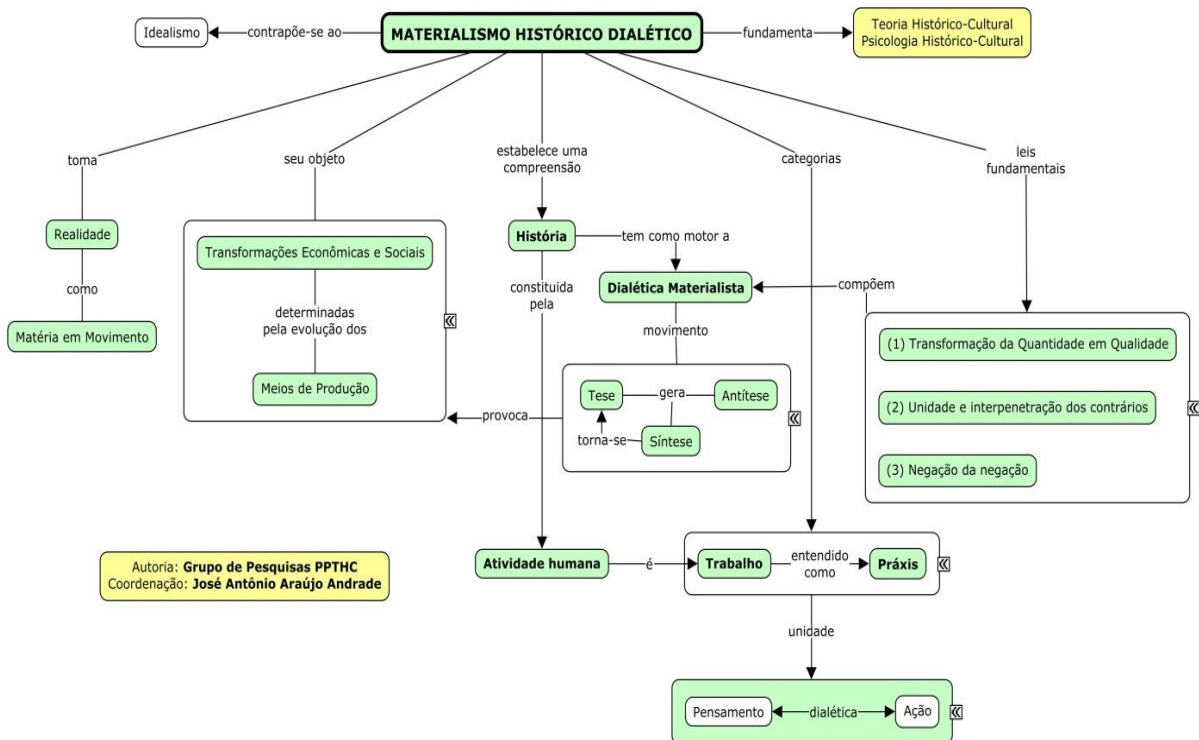 Idealismo
contrapõe-se ao
MATERIALISMO HISTÓRICO DIALÉTICO
fundamenta
Teoria Histórico-Cultural
Psicologia Histórico-Cultural
toma
seu objeto
estabelece uma
compreensão
categorias
leis
fundamentais
Realidade
como
Matéria em Movimento
Transformações Econômicas e Sociais
determinadas
pela evolução dos
Meios de Produção
História
tem como motor a
constituida
pela
Dialética Materialista
compõem
movimento
Tese
gera
Antítese
torna-se
Síntese
provoca
(1) Transformação da Quantidade em Qualidade
(2) Unidade e interpenetração dos contrários
(3) Negação da negação
Autoria: Grupo de Pesquisas PPTHC
Coordenação: José Antônio Araújo Andrade
Atividade humana
é
Trabalho
entendido
como
Práxis
unidade
Pensamento
dialética
Ação